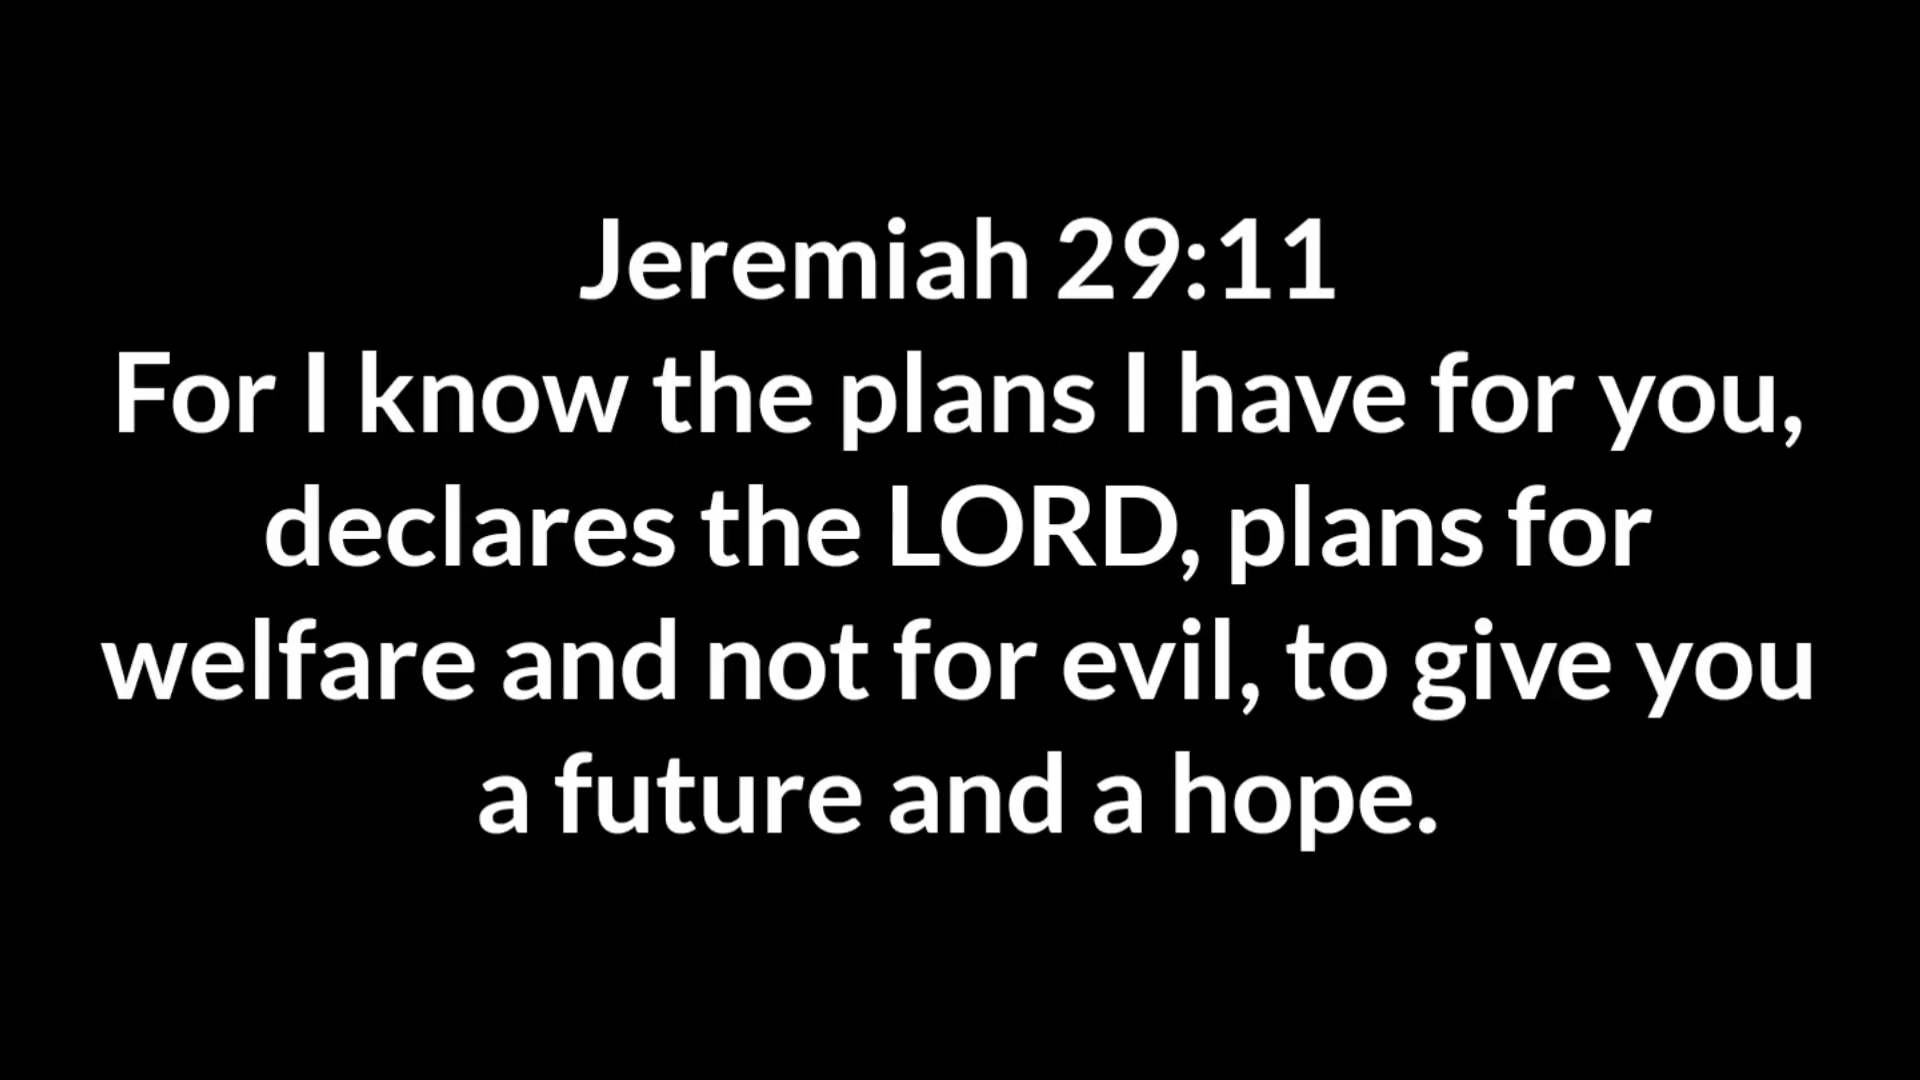 Jeremiah 29:11
For I know the plans I have for you,
declares the LORD, plans for
welfare and not for evil, to give you
a future and a hope.